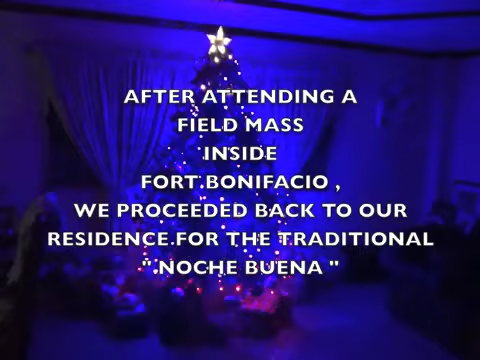 AFTER ATTENDING A
FIELD MASS
INSIDE
FORT.BONIFACIO ,
WE PROCEEDED BACK TO OUR
RESIDENCE FOR THE TRADITIONAL
" NOCHE BUENA "